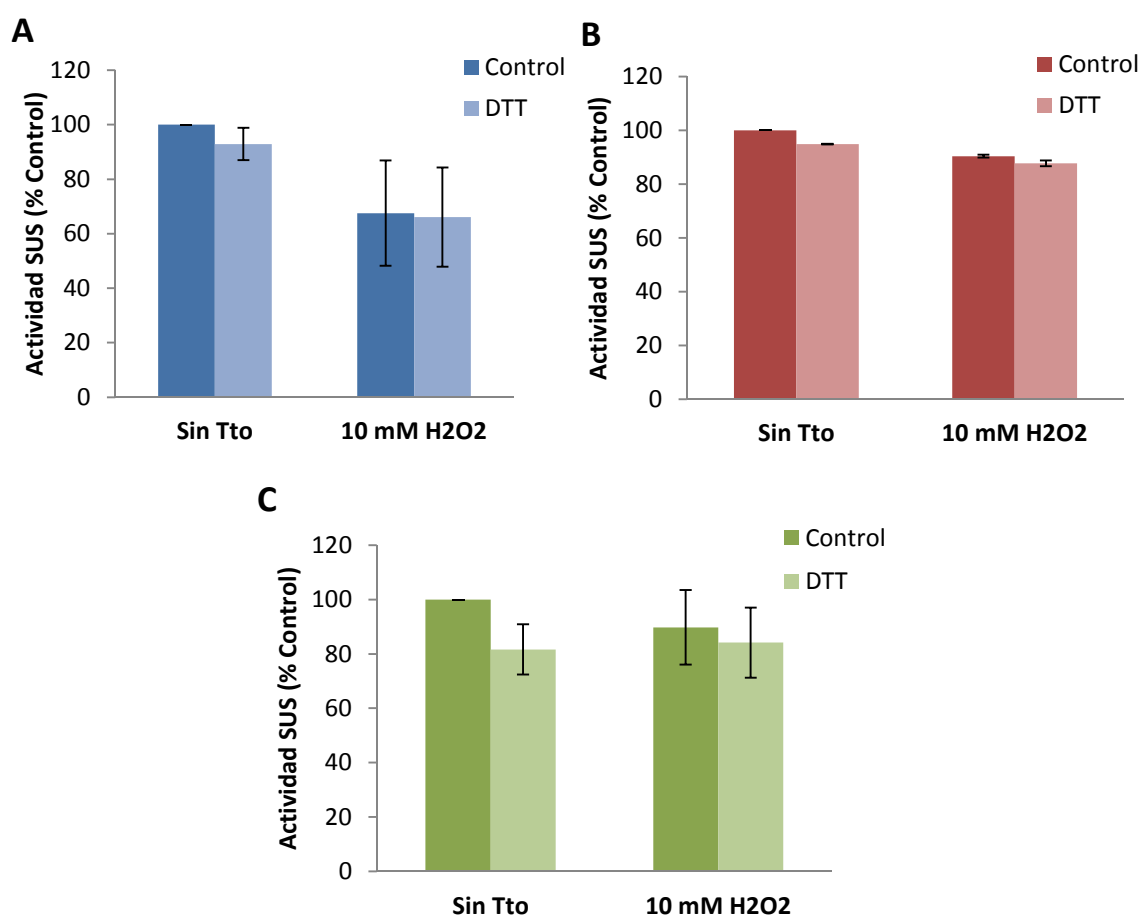 A
Control
DTT
Actividad SUS (% Control)
120
100
80
60
40
20
0
Sin Tto
10 mM H2O2
B
Control
DTT
Actividad SUS (% Control)
120
100
80
60
40
20
0
Sin Tto
10 mM H2O2
C
Control
DTT
Actividad SUS (% Control)
120
100
80
60
40
20
0
Sin Tto
10 mM H2O2